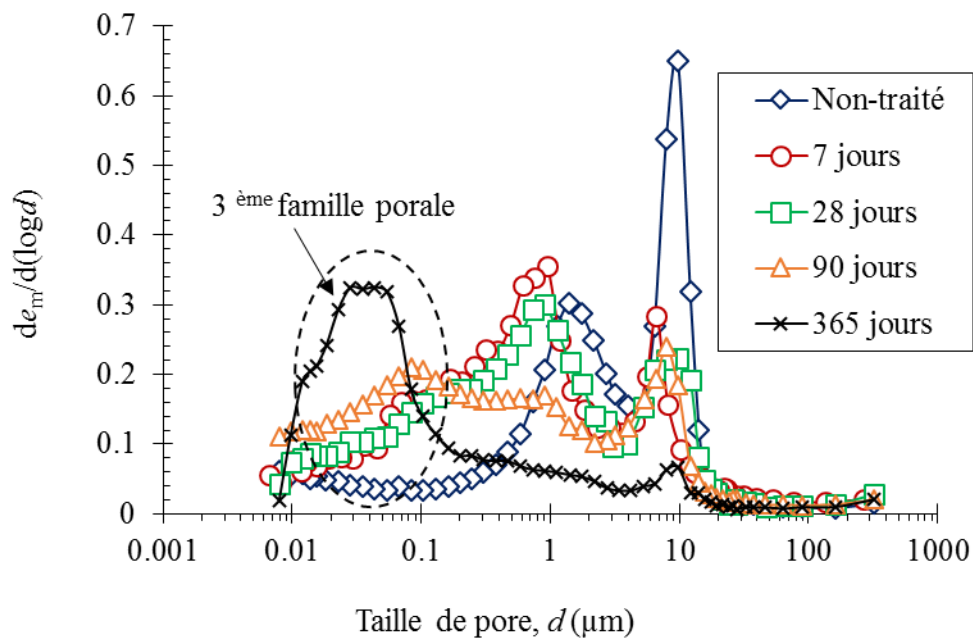 0.7
0.6
0.5
0.4
0.3
0.2
0.1
0
de_m/d(logd)
3 ème famille porale
Non-traité
7 jours
28 jours
90 jours
365 jours
0.001 0.01 0.1 1 10 100 1000
Taille de pore, d (µm)